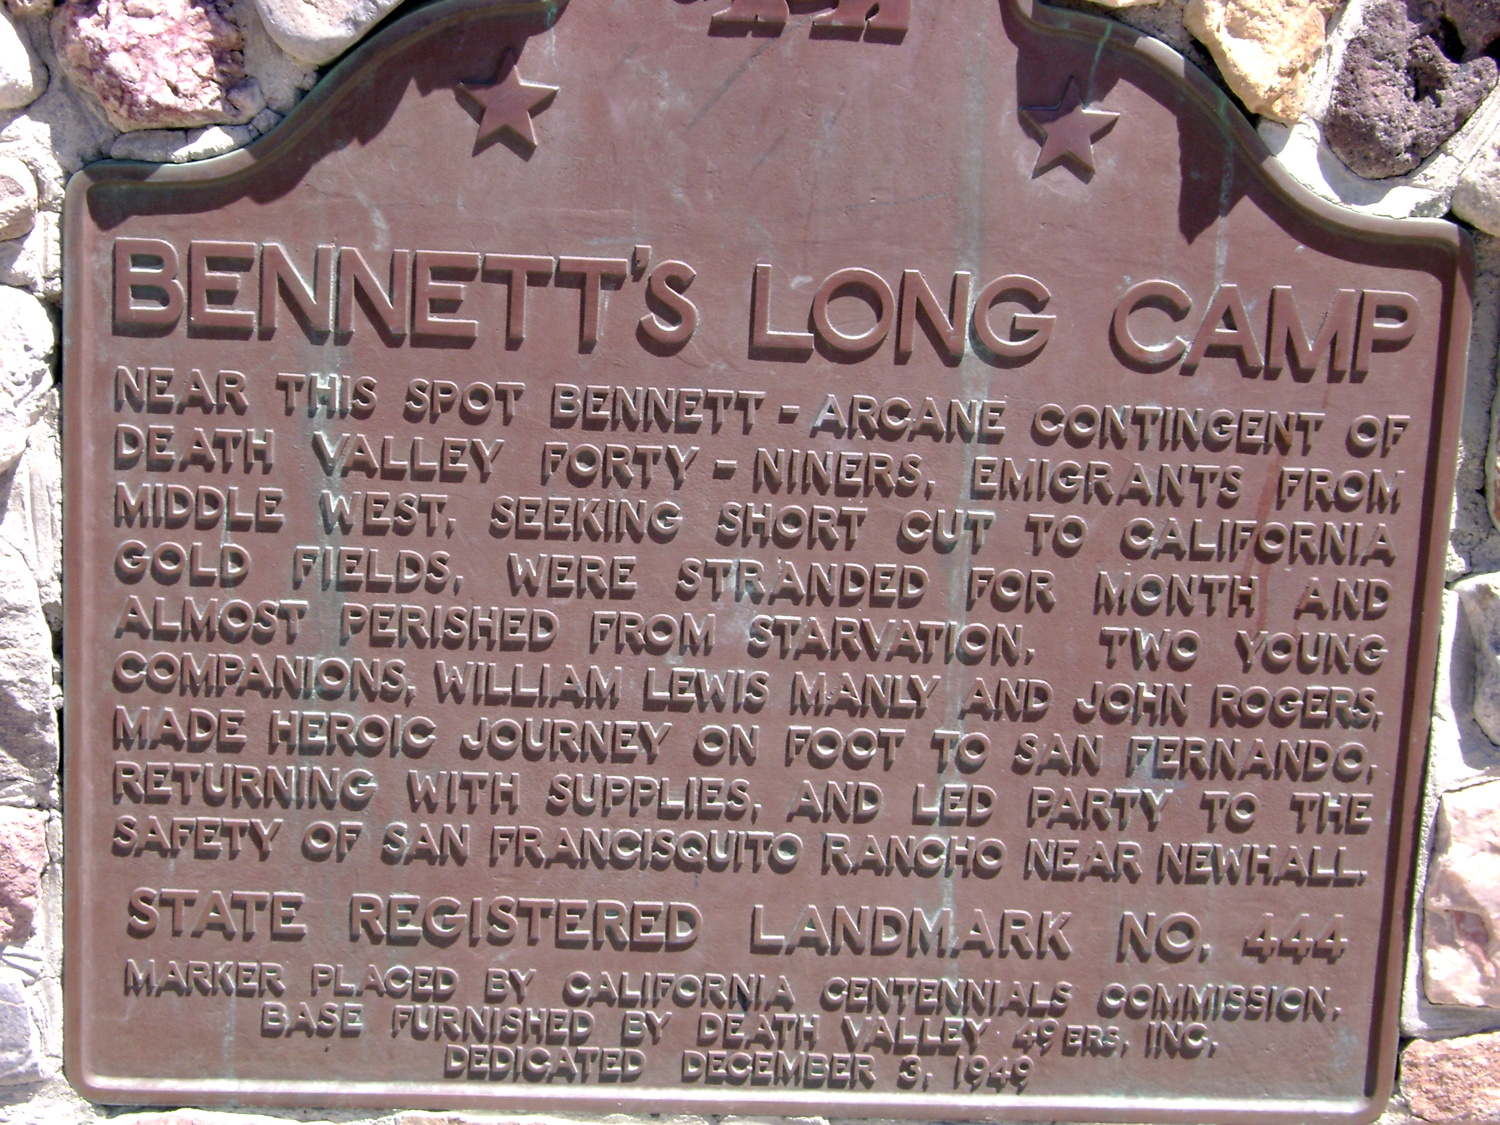 BENNETT'S LONG CAMP
NEAR THIS SPOT BENNETT - ARCANE CONTINGENT OF
DEATH VALLEY FORTY - NINERS, EMIGRANTS FROM
MIDDLE WEST, SEEKING SHORT CUT TO CALIFORNIA
GOLD FIELDS, WERE STRANDED FOR MONTH AND
ALMOST PERISHED FROM STARVATION. TWO YOUNG
COMPANIONS, WILLIAM LEWIS MANLY AND JOHN ROGERS,
MADE HEROIC JOURNEY ON FOOT TO SAN FERNANDO,
RETURNING WITH SUPPLIES, AND LED PARTY TO THE
SAFETY OF SAN FRANCISQUITO RANCHO NEAR NEWHALL.
STATE REGISTERED LANDMARK NO. 444
MARKER PLACED BY CALIFORNIA CENTENNIALS COMMISSION.
BASE FURNISHED BY DEATH VALLEY 49ERS, INC.
DEDICATED DECEMBER 3, 1949